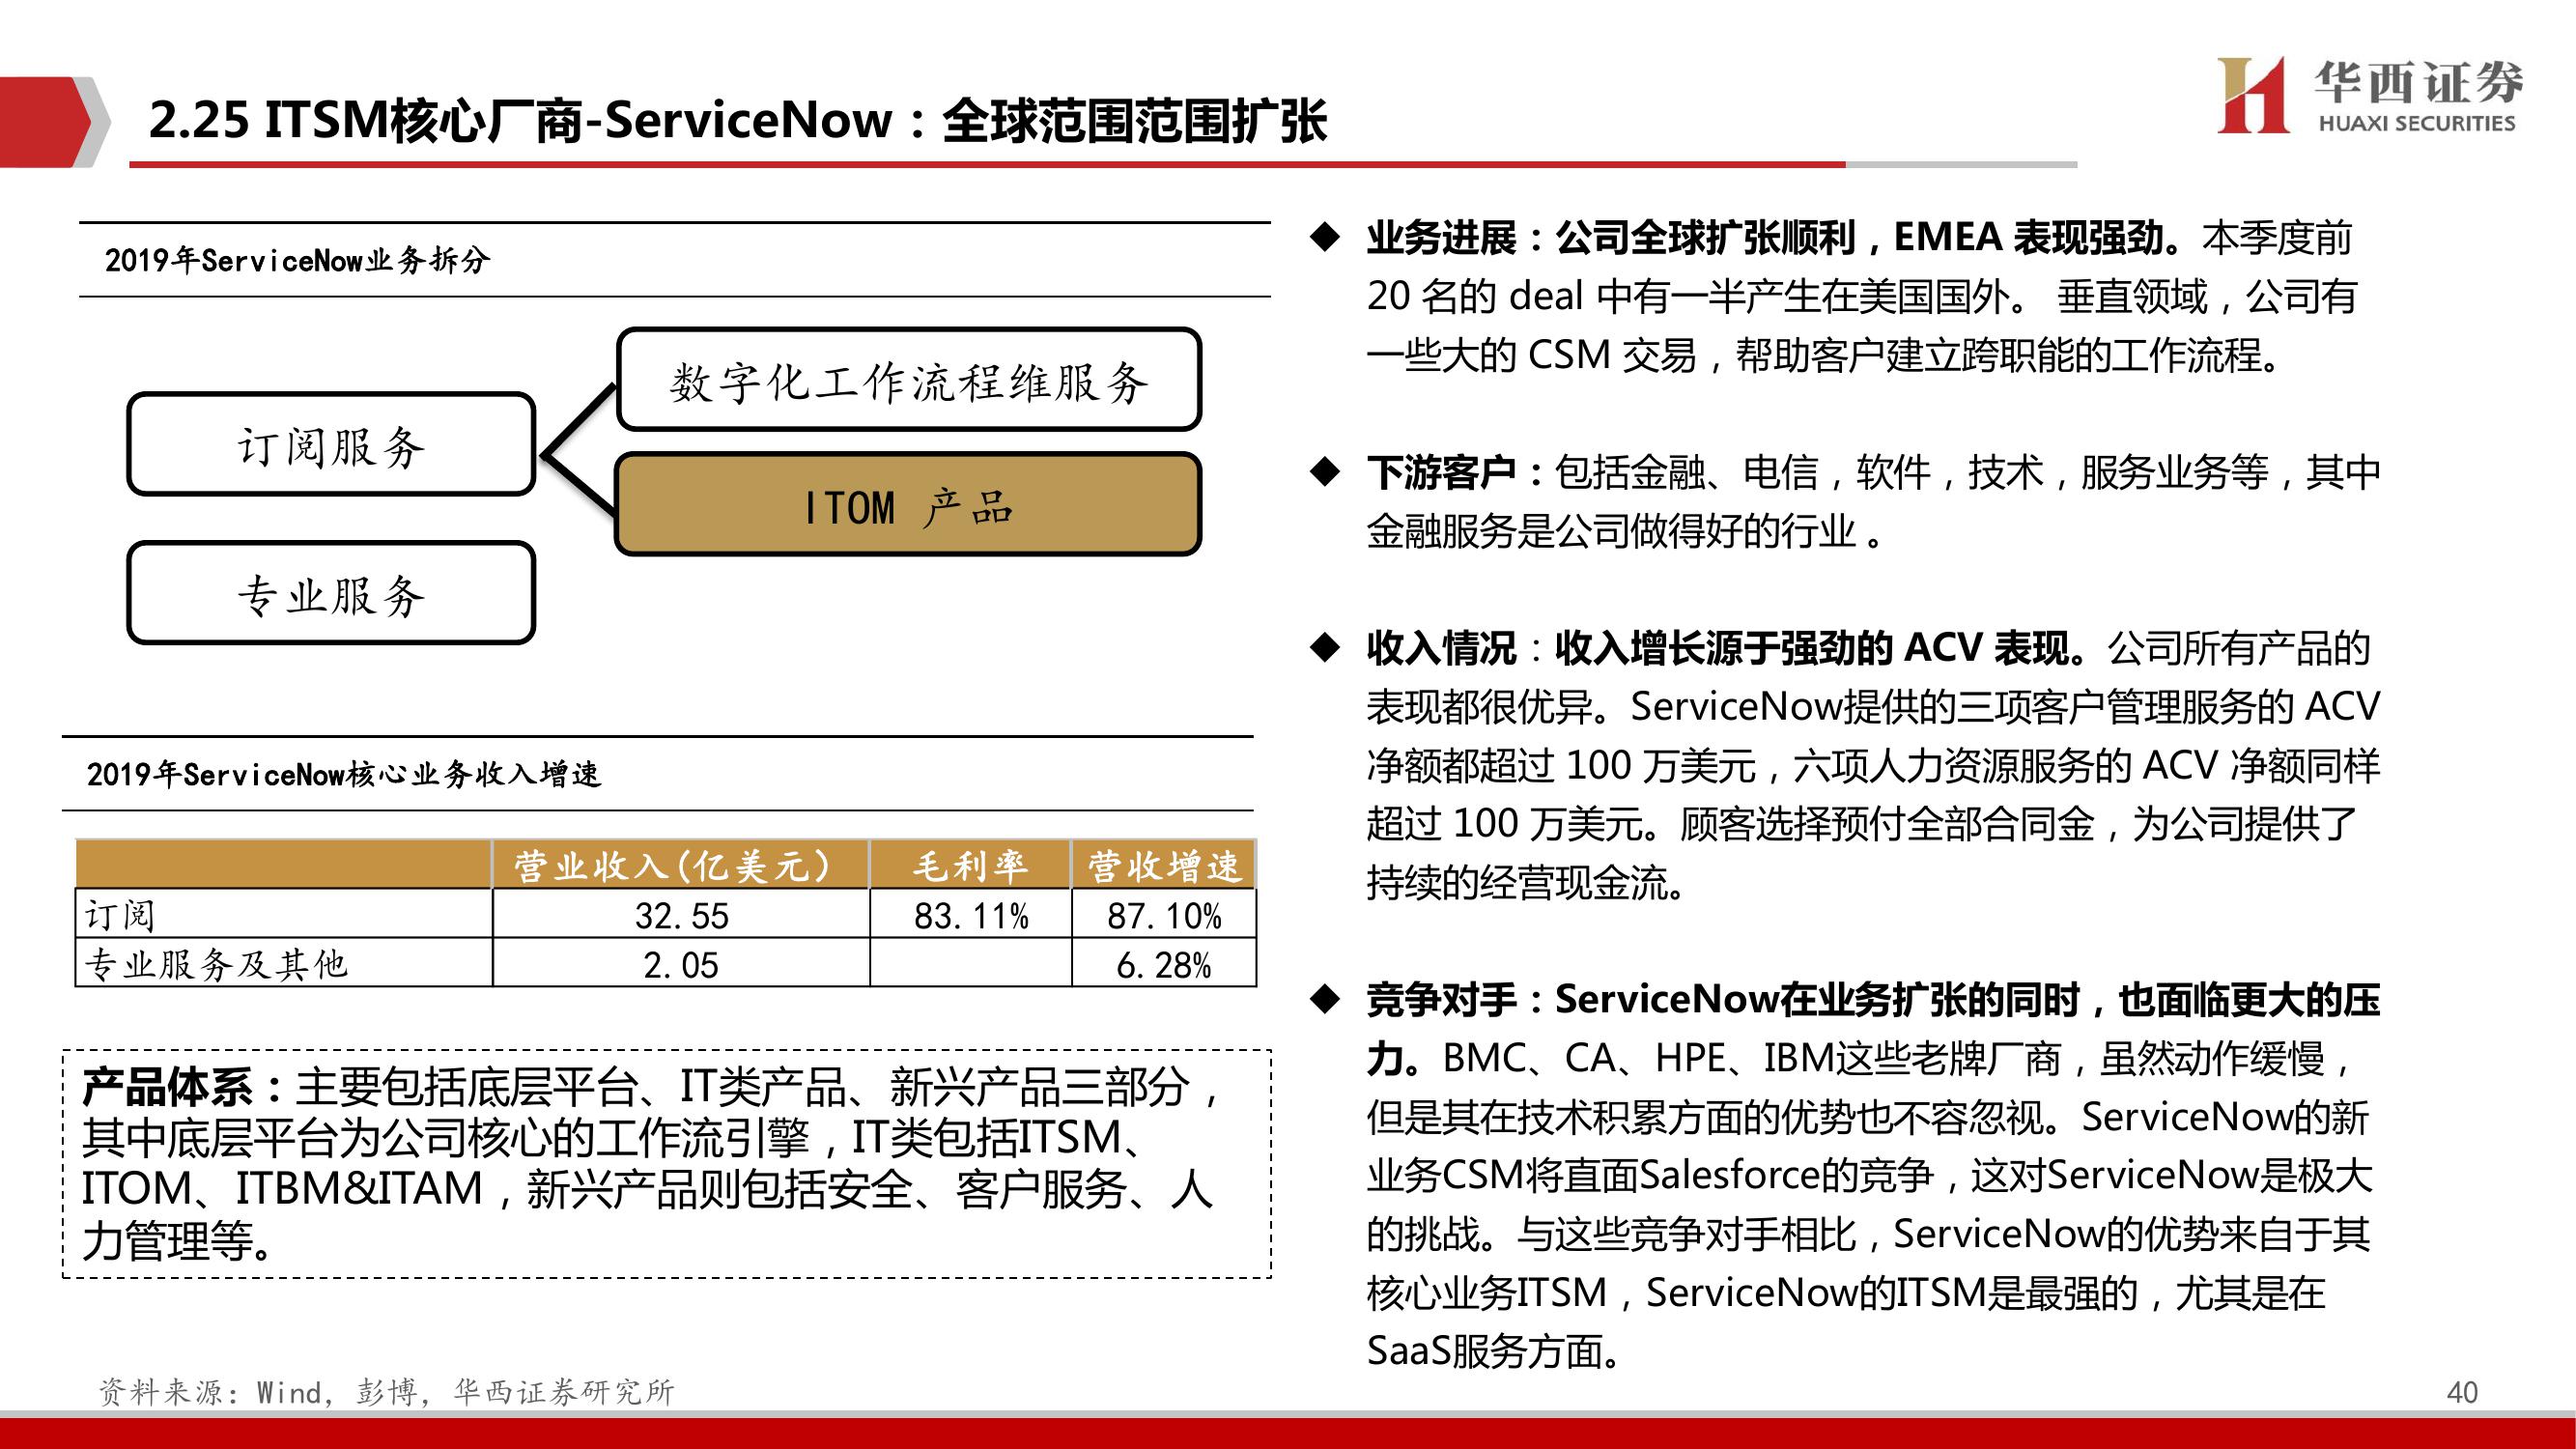 2.25 ITSM核心厂商-ServiceNow：全球范围范围扩张
华西证券
HUAXI SECURITIES
2019年ServiceNow业务拆分
数字化工作流程维服务
订阅服务
ITOM 产品
专业服务
2019年ServiceNow核心业务收入增速
营业收入(亿美元) 毛利率 营收增速
订阅 32.55 83.11% 87.10%
专业服务及其他 2.05 6.28%
产品体系：主要包括底层平台、IT类产品、新兴产品三部分，
其中底层平台为公司核心的工作流引擎，IT类包括ITSM、
ITOM、ITBM&ITAM，新兴产品则包括安全、客户服务、人
力管理等。
◆ 业务进展：公司全球扩张顺利，EMEA 表现强劲。本季度前
20 名的 deal 中有一半产生在美国国外。 垂直领域，公司有
一些大的 CSM 交易，帮助客户建立跨职能的工作流程。
◆ 下游客户：包括金融、电信，软件，技术，服务业务等，其中
金融服务是公司做得好的行业 。
◆ 收入情况：收入增长源于强劲的 ACV 表现。公司所有产品的
表现都很优异。ServiceNow提供的三项客户管理服务的 ACV
净额都超过 100 万美元，六项人力资源服务的 ACV 净额同样
超过 100 万美元。顾客选择预付全部合同金，为公司提供了
持续的经营现金流。
◆ 竞争对手：ServiceNow在业务扩张的同时，也面临更大的压
力。BMC、CA、HPE、IBM这些老牌厂商，虽然动作缓慢，
但是其在技术积累方面的优势也不容忽视。ServiceNow的新
业务CSM将直面Salesforce的竞争，这对ServiceNow是极大
的挑战。与这些竞争对手相比，ServiceNow的优势来自于其
核心业务ITSM，ServiceNow的ITSM是最强的，尤其是在
SaaS服务方面。
资料来源：Wind，彭博，华西证券研究所
40